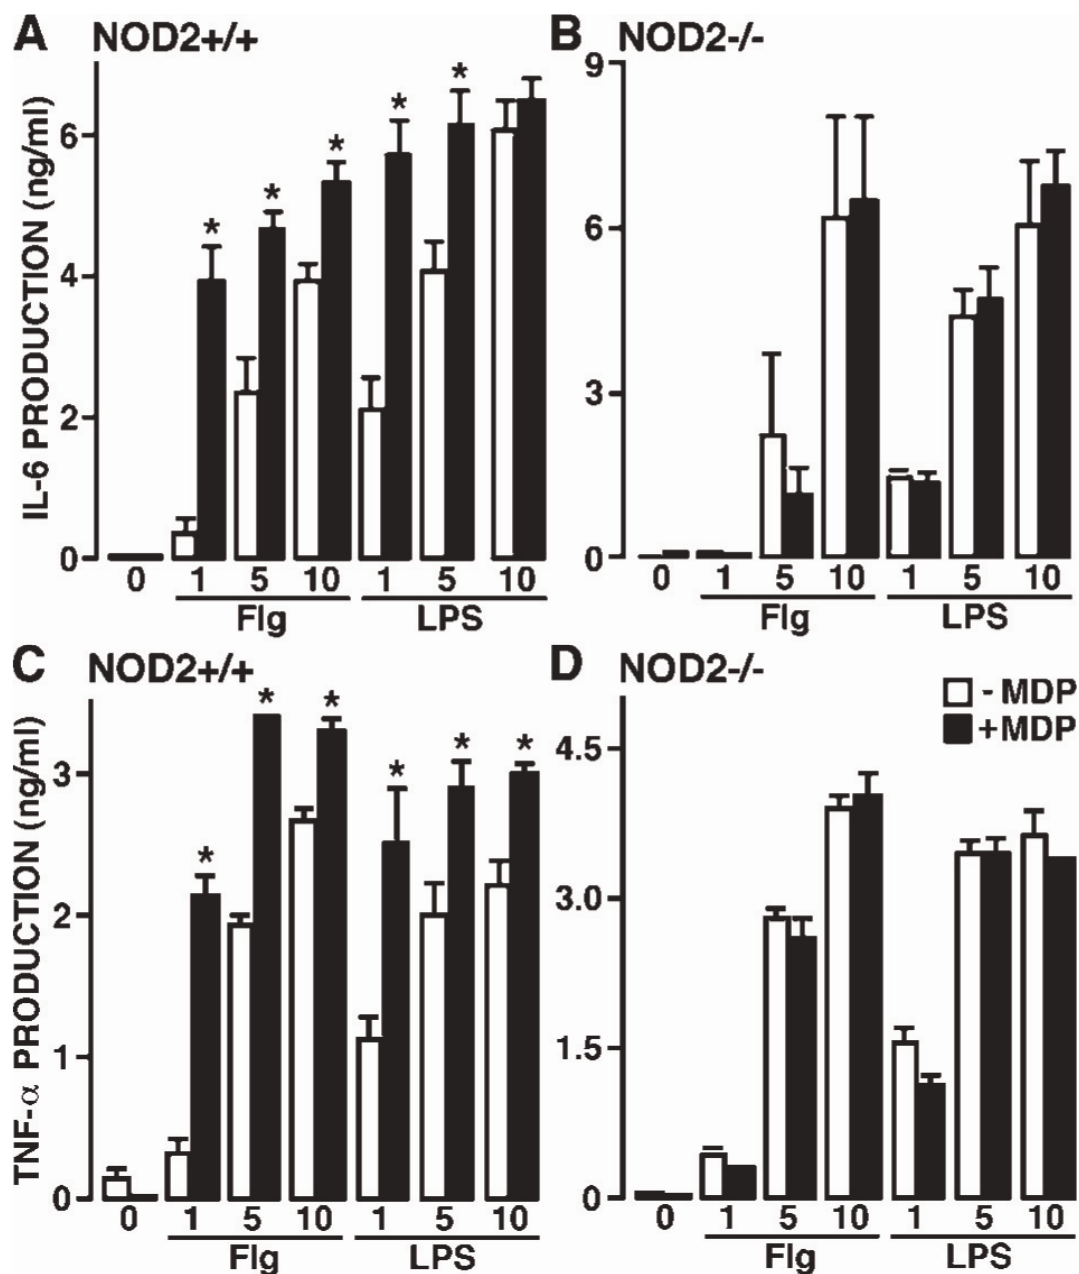 A NOD2+/+
IL-6 PRODUCTION (ng/ml)
6
4
2
0
* * * * *
0 1 5 10 1 5 10
Flg LPS
B NOD2-/-
9
6
3
0
0 1 5 10 1 5 10
Flg LPS
C NOD2+/+
TNF-α PRODUCTION (ng/ml)
3
2
1
0
* * * * * *
0 1 5 10 1 5 10
Flg LPS
D NOD2-/-
- MDP
+MDP
4.5
3.0
1.5
0
0 1 5 10 1 5 10
Flg LPS